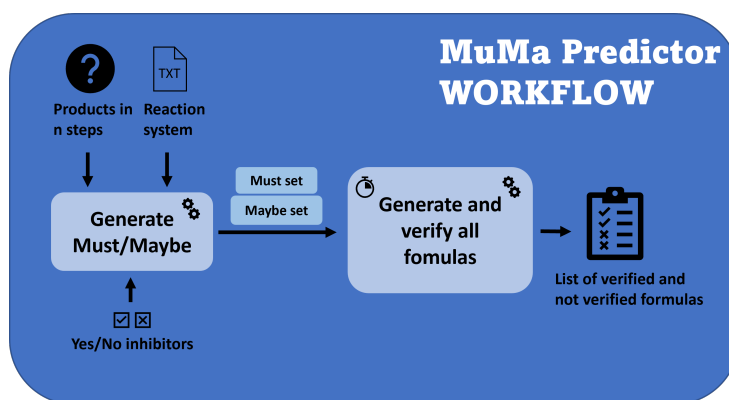 MuMa Predictor
WORKFLOW
?
TXT
Products in
n steps
Reaction
system
Generate
Must/Maybe
Must set
Maybe set
Generate and
verify all
fomulas
List of verified and
not verified formulas
Yes/No inhibitors